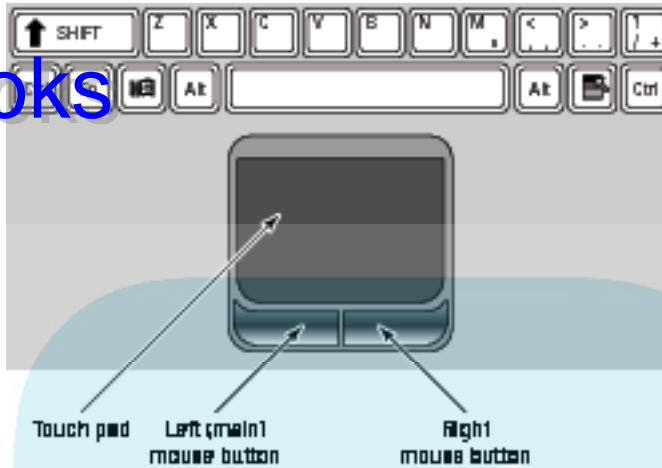 SHIFT Z X C V B N M < , > . ? / +
oks
Alt Alt Ctrl
Touch pad
Left (main)
mouse button
Right
mouse button